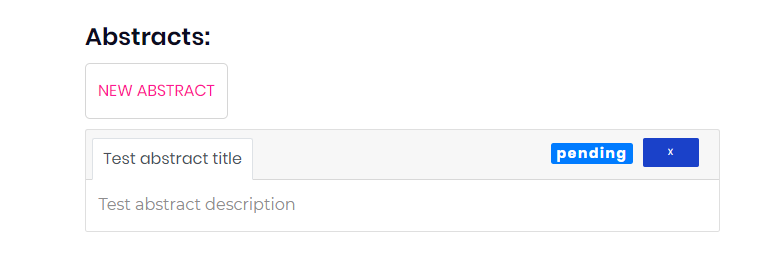 Abstracts:
NEW ABSTRACT
Test abstract title pending x
Test abstract description